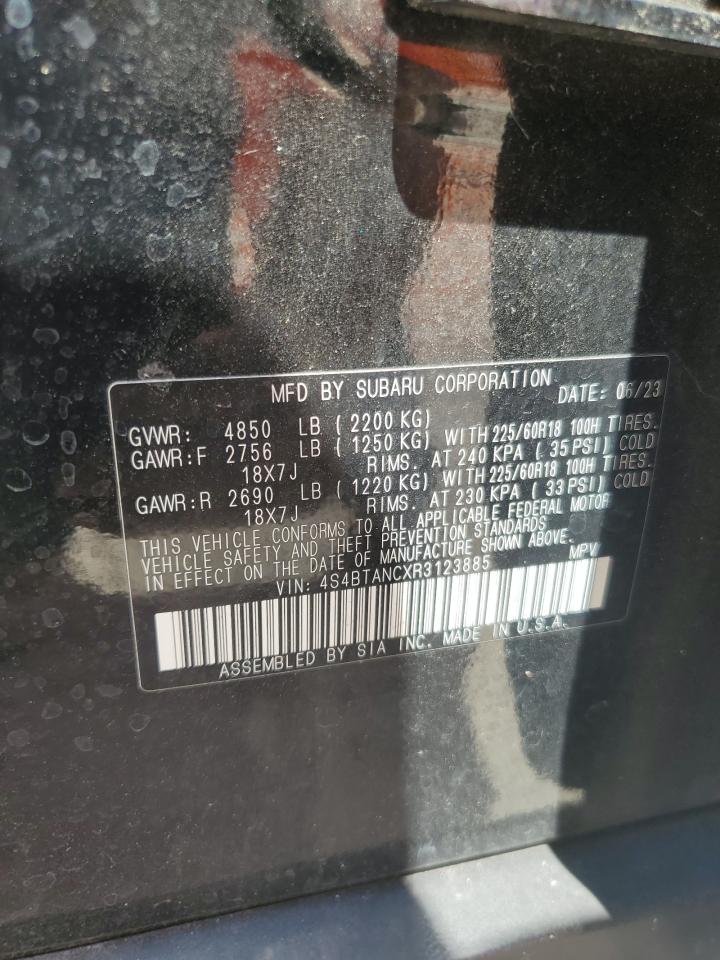 MFD BY SUBARU CORPORATION DATE: 06/23
GVWR: 4850 LB ( 2200 KG)
GAWR:F 2756 LB ( 1250 KG) WITH 225/60R18 100H TIRES.
18X7J RIMS. AT 240 KPA ( 35 PSI) COLD
GAWR:R 2690 LB ( 1220 KG) WITH 225/60R18 100H TIRES.
18X7J RIMS. AT 230 KPA ( 33 PSI) COLD
THIS VEHICLE CONFORMS TO ALL APPLICABLE FEDERAL MOTOR
VEHICLE SAFETY AND THEFT PREVENTION STANDARDS
IN EFFECT ON THE DATE OF MANUFACTURE SHOWN ABOVE.
VIN: 4S4BTANCXR3123885 MPV
ASSEMBLED BY SIA INC. MADE IN U.S.A.